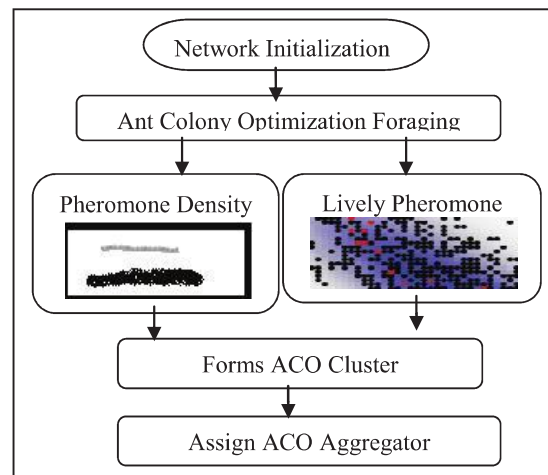 Network Initialization
Ant Colony Optimization Foraging
Pheromone Density
Lively Pheromone
Forms ACO Cluster
Assign ACO Aggregator